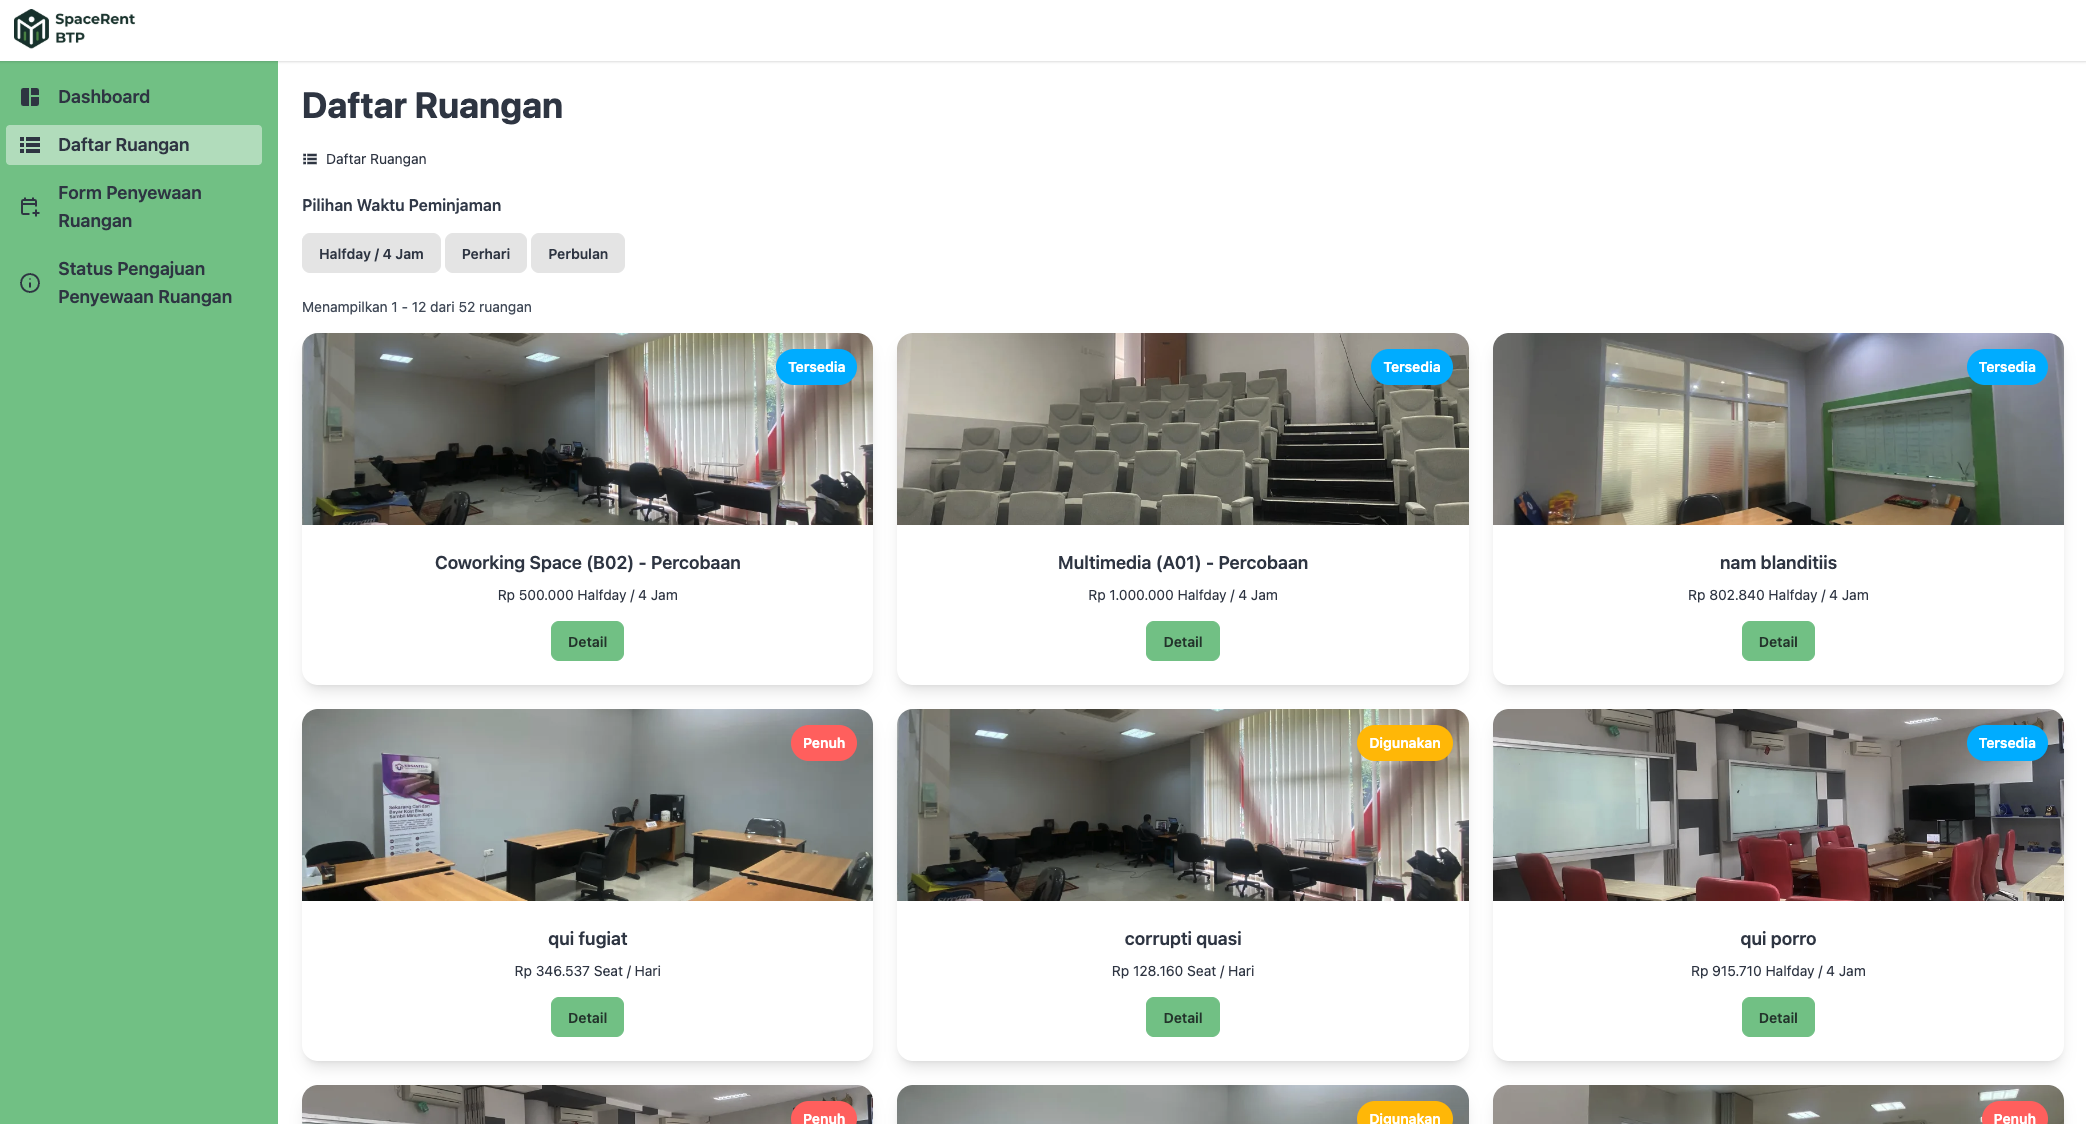 SpaceRent
BTP
Dashboard
Daftar Ruangan
Form Penyewaan
Ruangan
Status Pengajuan
Penyewaan Ruangan
Daftar Ruangan
Daftar Ruangan
Pilihan Waktu Peminjaman
Halfday / 4 Jam
Perhari
Perbulan
Menampilkan 1 - 12 dari 52 ruangan
Tersedia
Coworking Space (B02) - Percobaan
Rp 500.000 Halfday / 4 Jam
Detail
Tersedia
Multimedia (A01) - Percobaan
Rp 1.000.000 Halfday / 4 Jam
Detail
Tersedia
nam blanditiis
Rp 802.840 Halfday / 4 Jam
Detail
Penuh
qui fugiat
Rp 346.537 Seat / Hari
Detail
Digunakan
corrupti quasi
Rp 128.160 Seat / Hari
Detail
Tersedia
qui porro
Rp 915.710 Halfday / 4 Jam
Detail
Penuh
Digunakan
Penuh